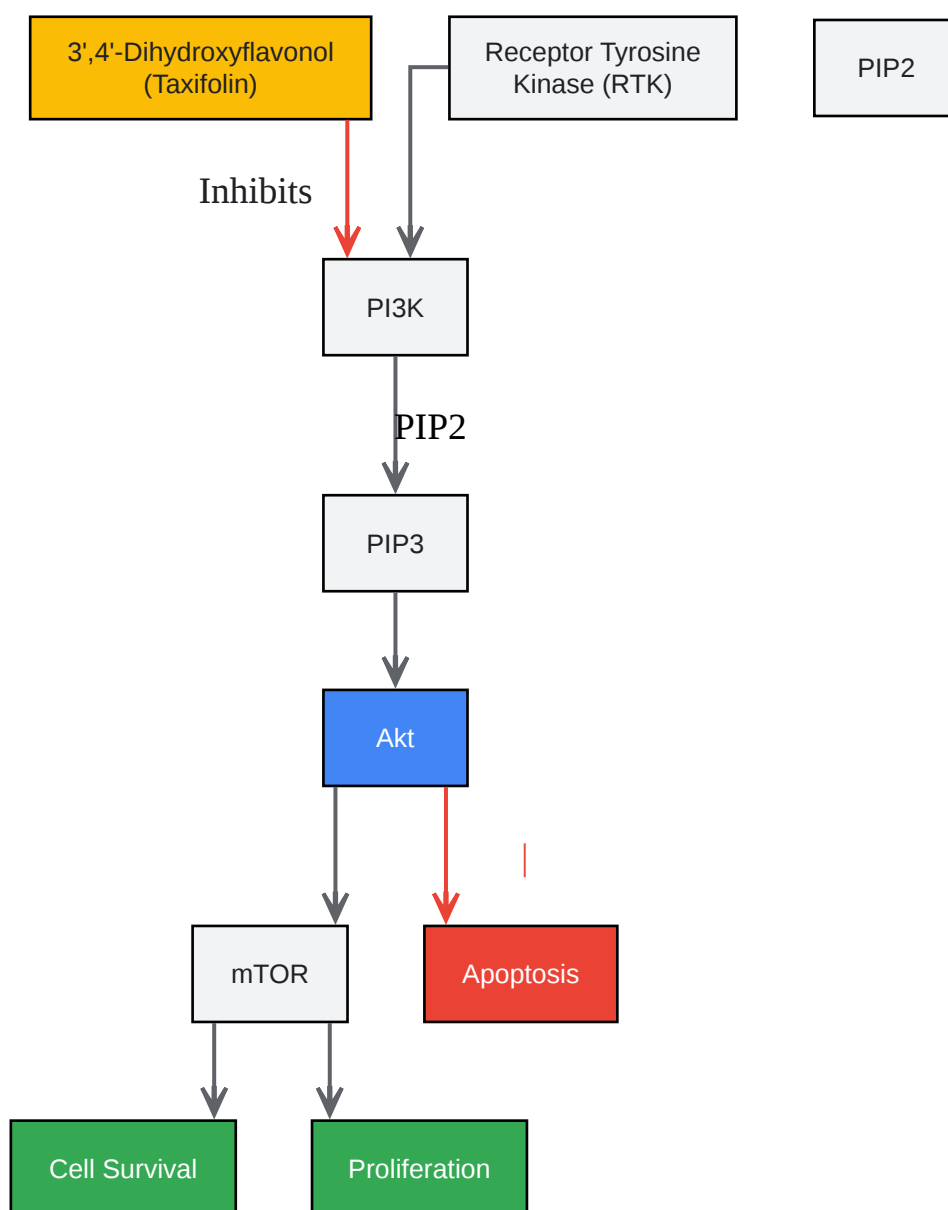 3',4'-Dihydroxyflavonol
(Taxifolin)
Receptor Tyrosine
Kinase (RTK)
PIP2
Inhibits
PI3K
PIP2
PIP3
Akt
|
mTOR
Apoptosis
Cell Survival
Proliferation